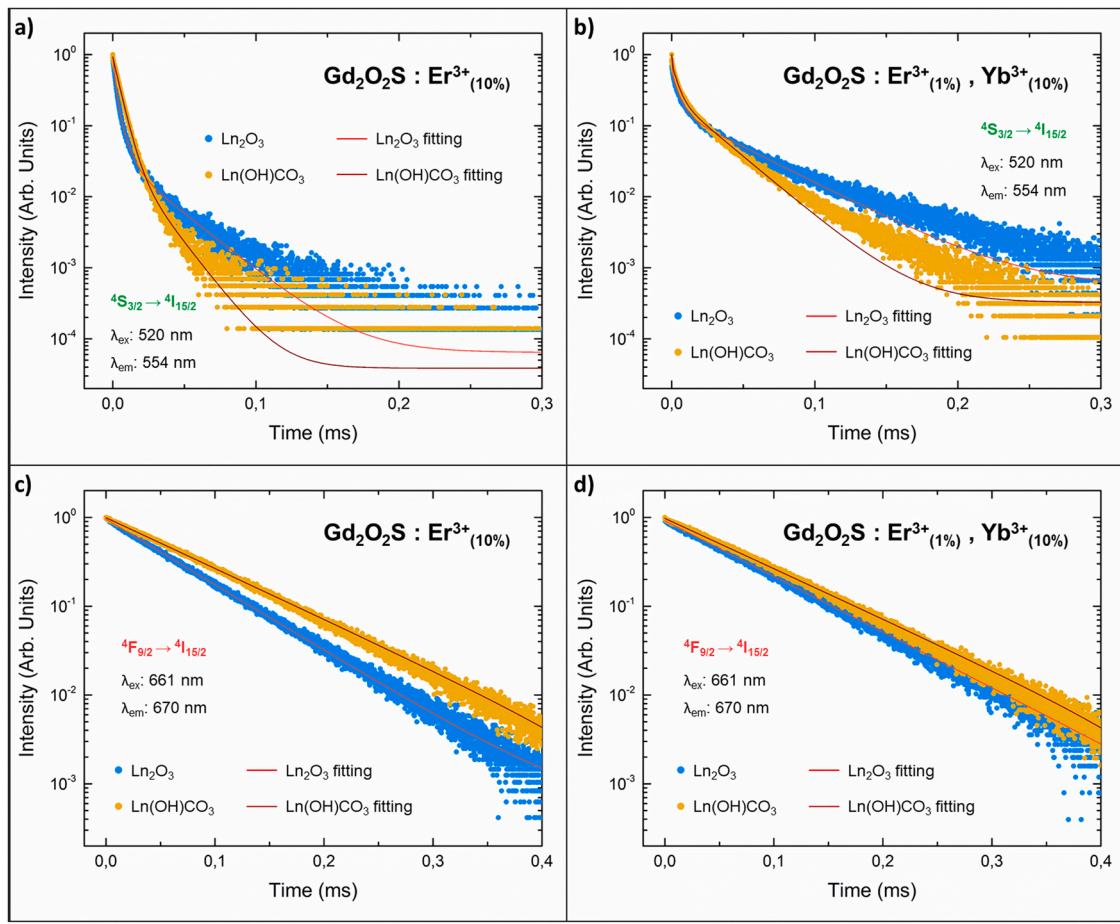 a)
Gd₂O₂S : Er³⁺₍₁₀%₎
Ln₂O₃
Ln₂O₃ fitting
Ln(OH)CO₃
Ln(OH)CO₃ fitting
⁴S₃/₂ → ⁴I₁₅/₂
λₑₓ: 520 nm
λₑₘ: 554 nm
Intensity (Arb. Units)
10⁰
10⁻¹
10⁻²
10⁻³
10⁻⁴
0,0 0,1 0,2 0,3
Time (ms)
b)
Gd₂O₂S : Er³⁺₍₁%₎ , Yb³⁺₍₁₀%₎
⁴S₃/₂ → ⁴I₁₅/₂
λₑₓ: 520 nm
λₑₘ: 554 nm
Ln₂O₃
Ln₂O₃ fitting
Ln(OH)CO₃
Ln(OH)CO₃ fitting
Intensity (Arb. Units)
10⁰
10⁻¹
10⁻²
10⁻³
10⁻⁴
0,0 0,1 0,2 0,3
Time (ms)
c)
Gd₂O₂S : Er³⁺₍₁₀%₎
⁴F₉/₂ → ⁴I₁₅/₂
λₑₓ: 661 nm
λₑₘ: 670 nm
Ln₂O₃
Ln₂O₃ fitting
Ln(OH)CO₃
Ln(OH)CO₃ fitting
Intensity (Arb. Units)
10⁰
10⁻¹
10⁻²
10⁻³
0,0 0,1 0,2 0,3 0,4
Time (ms)
d)
Gd₂O₂S : Er³⁺₍₁%₎ , Yb³⁺₍₁₀%₎
⁴F₉/₂ → ⁴I₁₅/₂
λₑₓ: 661 nm
λₑₘ: 670 nm
Ln₂O₃
Ln₂O₃ fitting
Ln(OH)CO₃
Ln(OH)CO₃ fitting
Intensity (Arb. Units)
10⁰
10⁻¹
10⁻²
10⁻³
0,0 0,1 0,2 0,3 0,4
Time (ms)